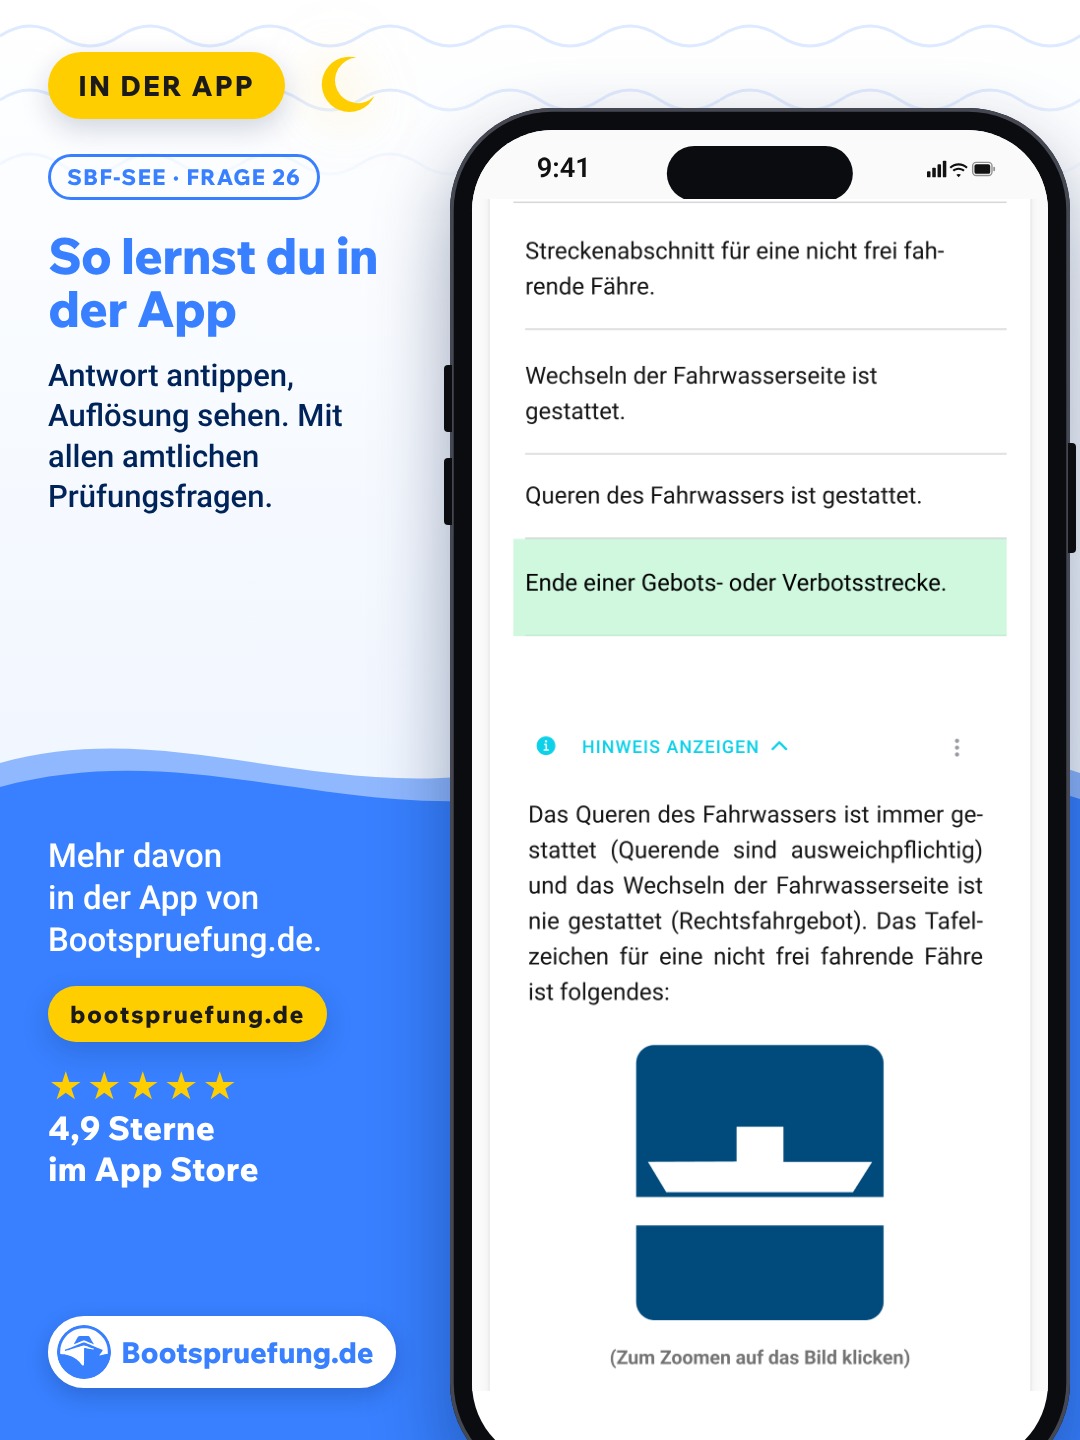 IN DER APP
SBF-SEE · FRAGE 26
So lernst du in
der App
Antwort antippen,
Auflösung sehen. Mit
allen amtlichen
Prüfungsfragen.
Mehr davon
in der App von
Bootspruefung.de.
bootspruefung.de
4,9 Sterne
im App Store
Bootspruefung.de
9:41
Streckenabschnitt für eine nicht frei fah-
rende Fähre.
Wechseln der Fahrwasserseite ist
gestattet.
Queren des Fahrwassers ist gestattet.
Ende einer Gebots- oder Verbotsstrecke.
HINWEIS ANZEIGEN
Das Queren des Fahrwassers ist immer ge-
stattet (Querende sind ausweichpflichtig)
und das Wechseln der Fahrwasserseite ist
nie gestattet (Rechtsfahrgebot). Das Tafel-
zeichen für eine nicht frei fahrende Fähre
ist folgendes:
(Zum Zoomen auf das Bild klicken)